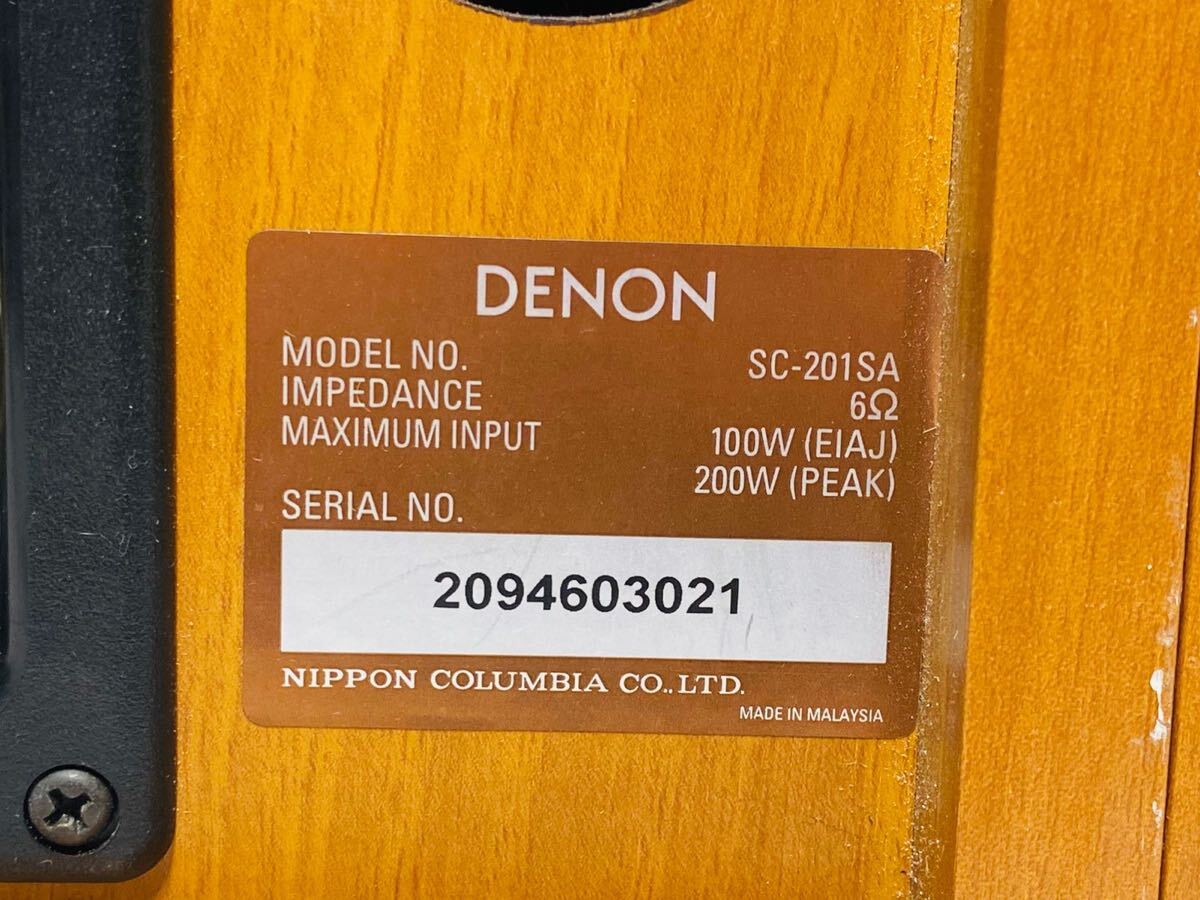 DENON
MODEL NO. SC-201SA
IMPEDANCE 6Ω
MAXIMUM INPUT 100W (EIAJ)
200W (PEAK)
SERIAL NO.
2094603021
NIPPON COLUMBIA CO.,LTD.
MADE IN MALAYSIA